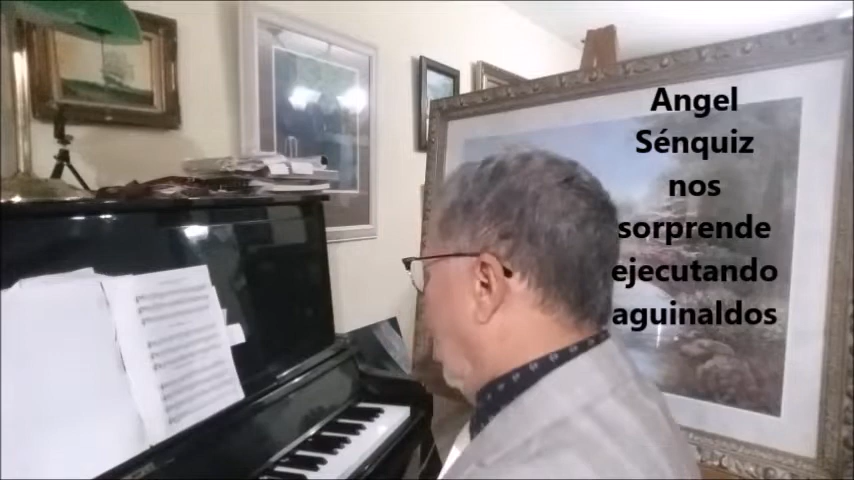 Angel
Sénquiz
nos
sorprende
ejecutando
aguinaldos